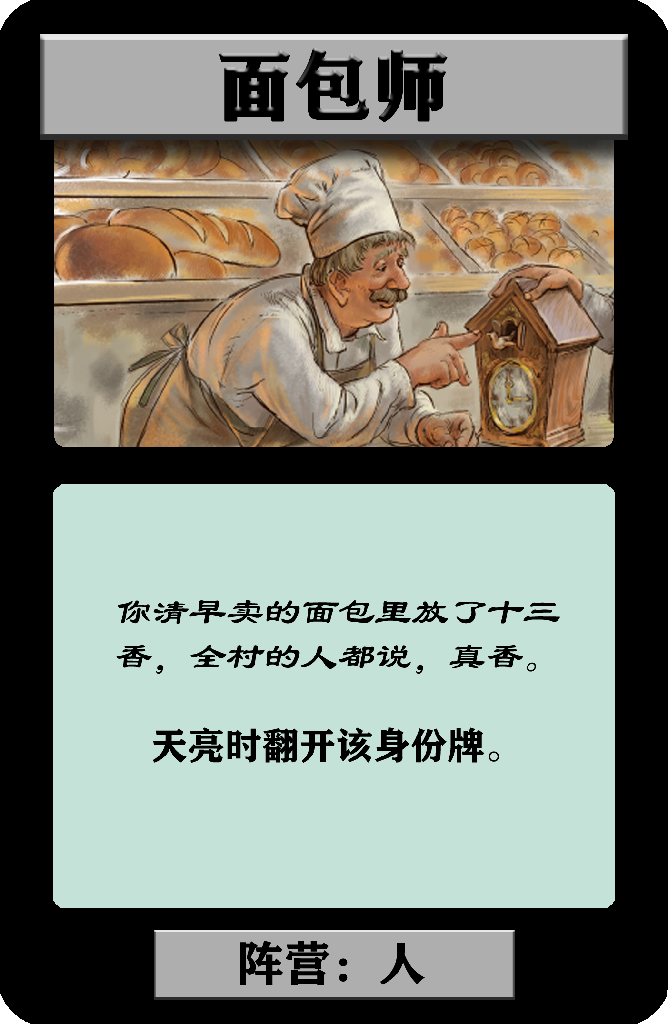 面包师
你清早卖的面包里放了十三
香，全村的人都说，真香。
天亮时翻开该身份牌。
阵营：人